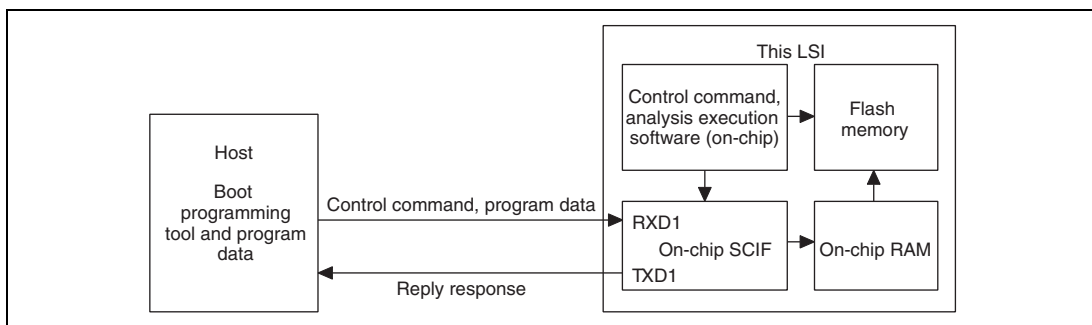 This LSI
Control command,
analysis execution
software (on-chip)
Flash
memory
Host
Boot
programming
tool and program
data
Control command, program data
RXD1
On-chip SCIF
On-chip RAM
TXD1
Reply response